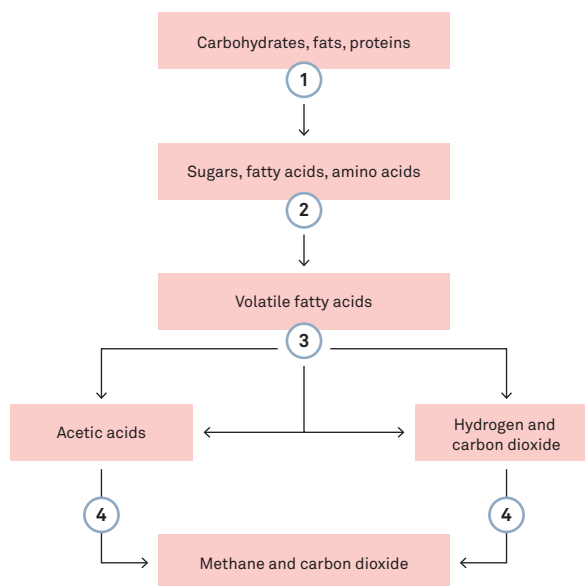 Carbohydrates, fats, proteins
1
Sugars, fatty acids, amino acids
2
Volatile fatty acids
3
Acetic acids
Hydrogen and
carbon dioxide
4
4
Methane and carbon dioxide